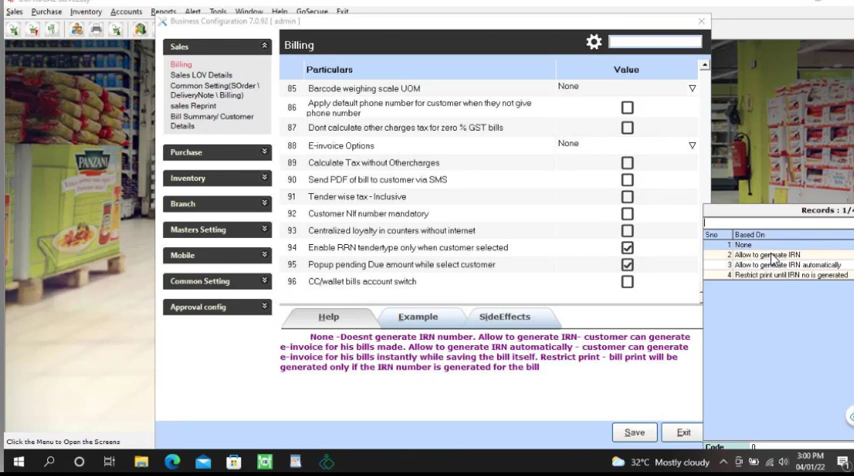 Sales Purchase Inventory Accounts Reports Alert Tools Window HELP GoSecure Exit
Business Configuration 7.0.92 [ admin ]
Sales
Billing
Sales LOV Details
Common Setting(SOrder \
DeliveryNote \ Billing)
sales Reprint
Bill Summary/ Customer
Details
Purchase
Inventory
Branch
Masters Setting
Mobile
Common Setting
Approval config
Billing
Particulars Value
85 Barcode weighing scale UOM None
86 Apply default phone number for customer when they not give
phone number
87 Dont calculate other charges tax for zero % GST bills
88 E-invoice Options None
89 Calculate Tax without Othercharges
90 Send PDF of bill to customer via SMS
91 Tender wise tax - Inclusive
92 Customer NIf number mandatory
93 Centralized loyalty in counters without internet
94 Enable RRN tendertype only when customer selected
95 Popup pending Due amount while select customer
96 CC/wallet bills account switch
Help Example SideEffects
None -Doesnt generate IRN number. Allow to generate IRN- customer can generate
e-invoice for his bills made. Allow to generate IRN automatically - customer can generate
e-invoice for his bills instantly while saving the bill itself. Restrict print - bill print will be
generated only if the IRN number is generated for the bill
Save Exit
Records : 1/4
Sno Based On
1 None
2 Allow to generate IRN
3 Allow to generate IRN automatically
4 Restrict print until IRN no is generated
Code 0
PANZANI
Click the Menu to Open the Screens
32°C Mostly cloudy
3:00 PM
04/01/22